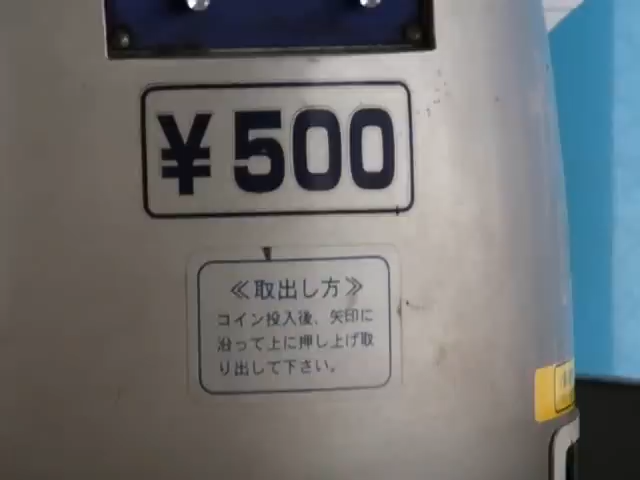 ¥500
≪取出し方≫
コイン投入後、矢印に
沿って上に押し上げ取
り出して下さい。